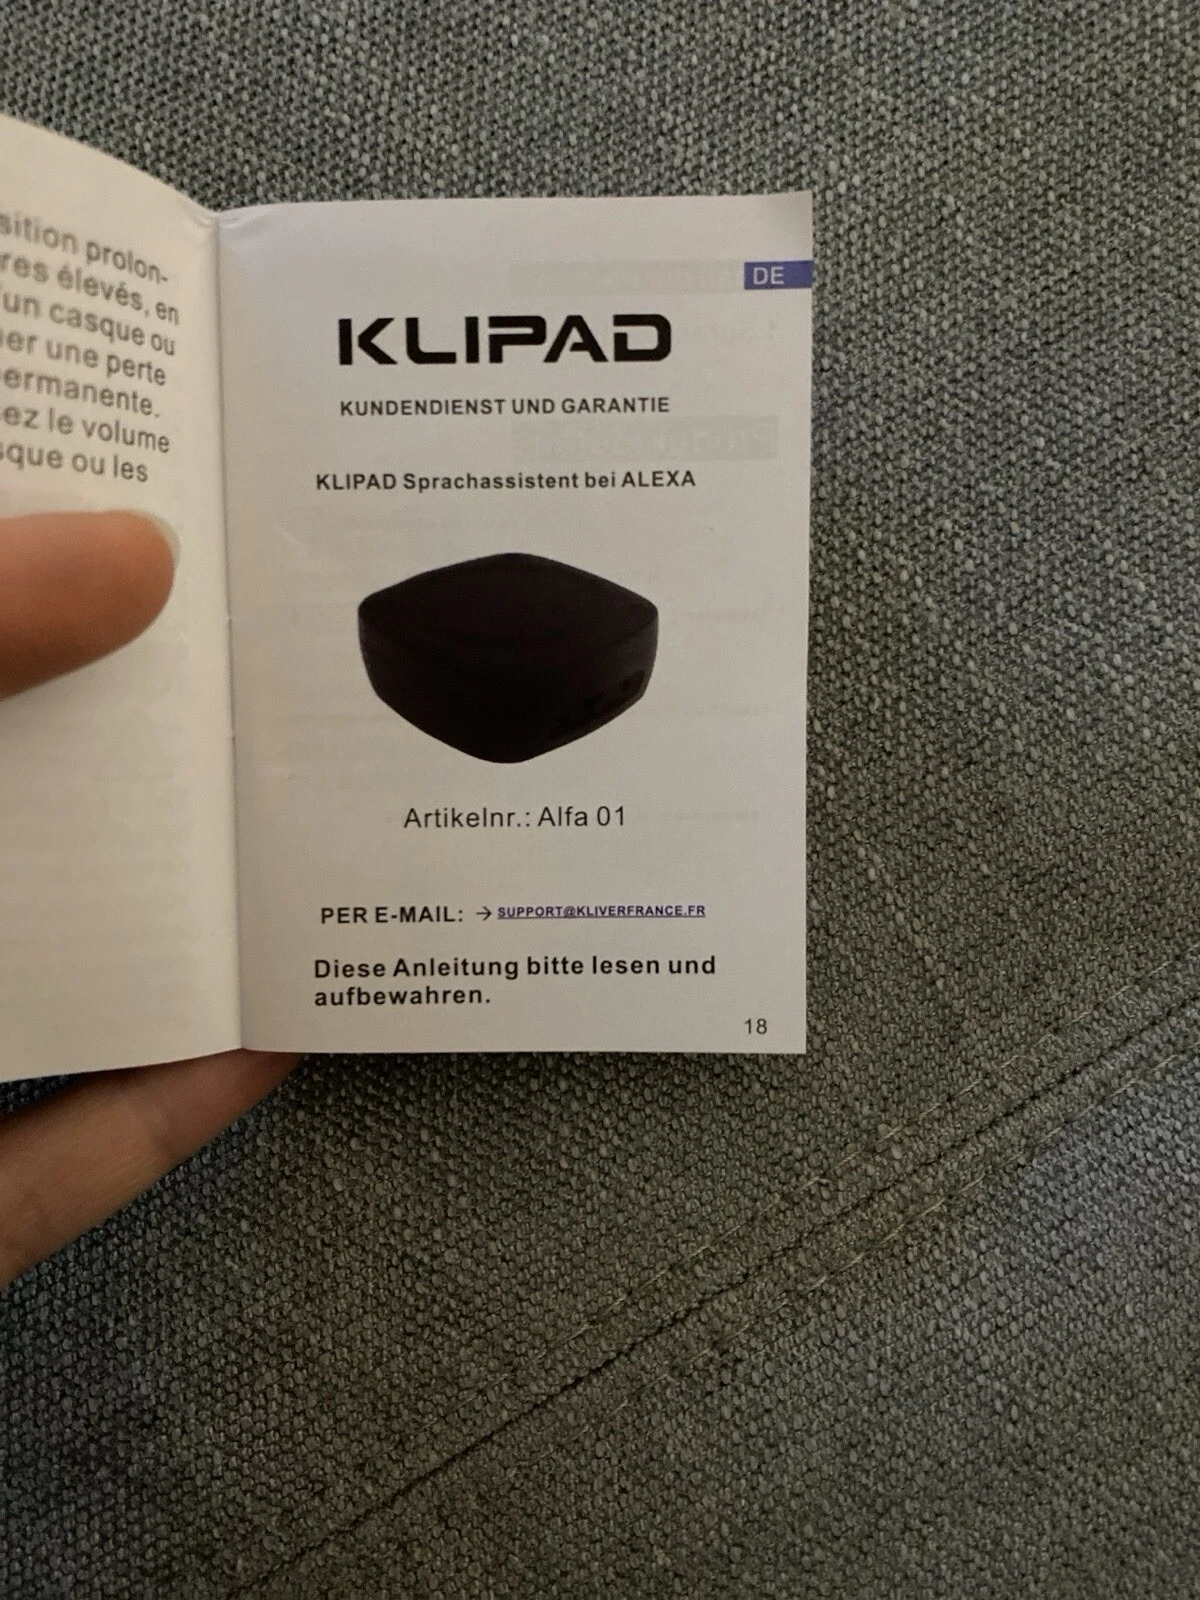 sition prolon-
res élevés, en
'un casque ou
er une perte
ermanente.
ez le volume
sque ou les
DE
KLIPAD
KUNDENDIENST UND GARANTIE
KLIPAD Sprachassistent bei ALEXA
Artikelnr.: Alfa 01
PER E-MAIL: → SUPPORT@KLIVERFRANCE.FR
Diese Anleitung bitte lesen und
aufbewahren.
18